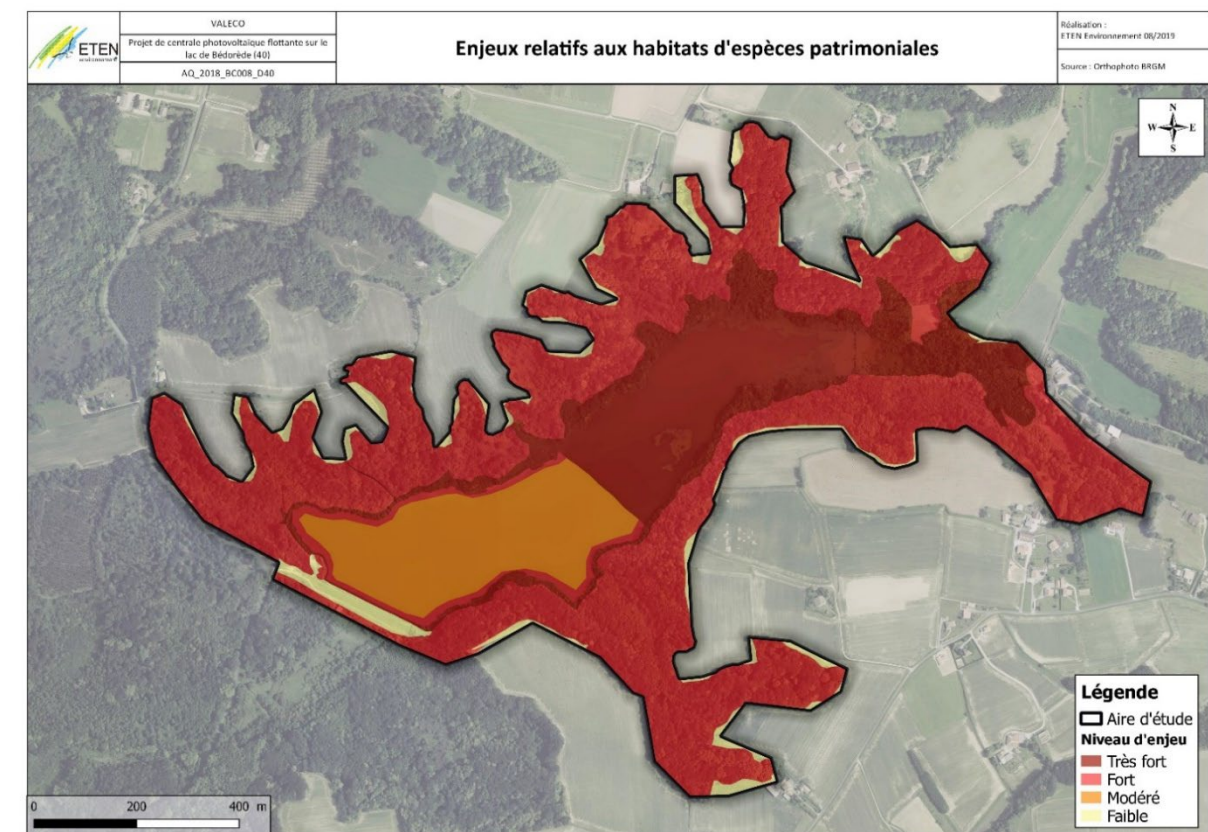 ETEN
environnement
VALECO
Projet de centrale photovoltaïque flottante sur le
lac de Bédorède (40)
AQ_2018_BC008_D40
Enjeux relatifs aux habitats d'espèces patrimoniales
Réalisation :
ETEN Environnement 08/2019
Source : Orthophoto BRGM
N
W E
S
Légende
Aire d'étude
Niveau d'enjeu
Très fort
Fort
Modéré
Faible
0 200 400 m